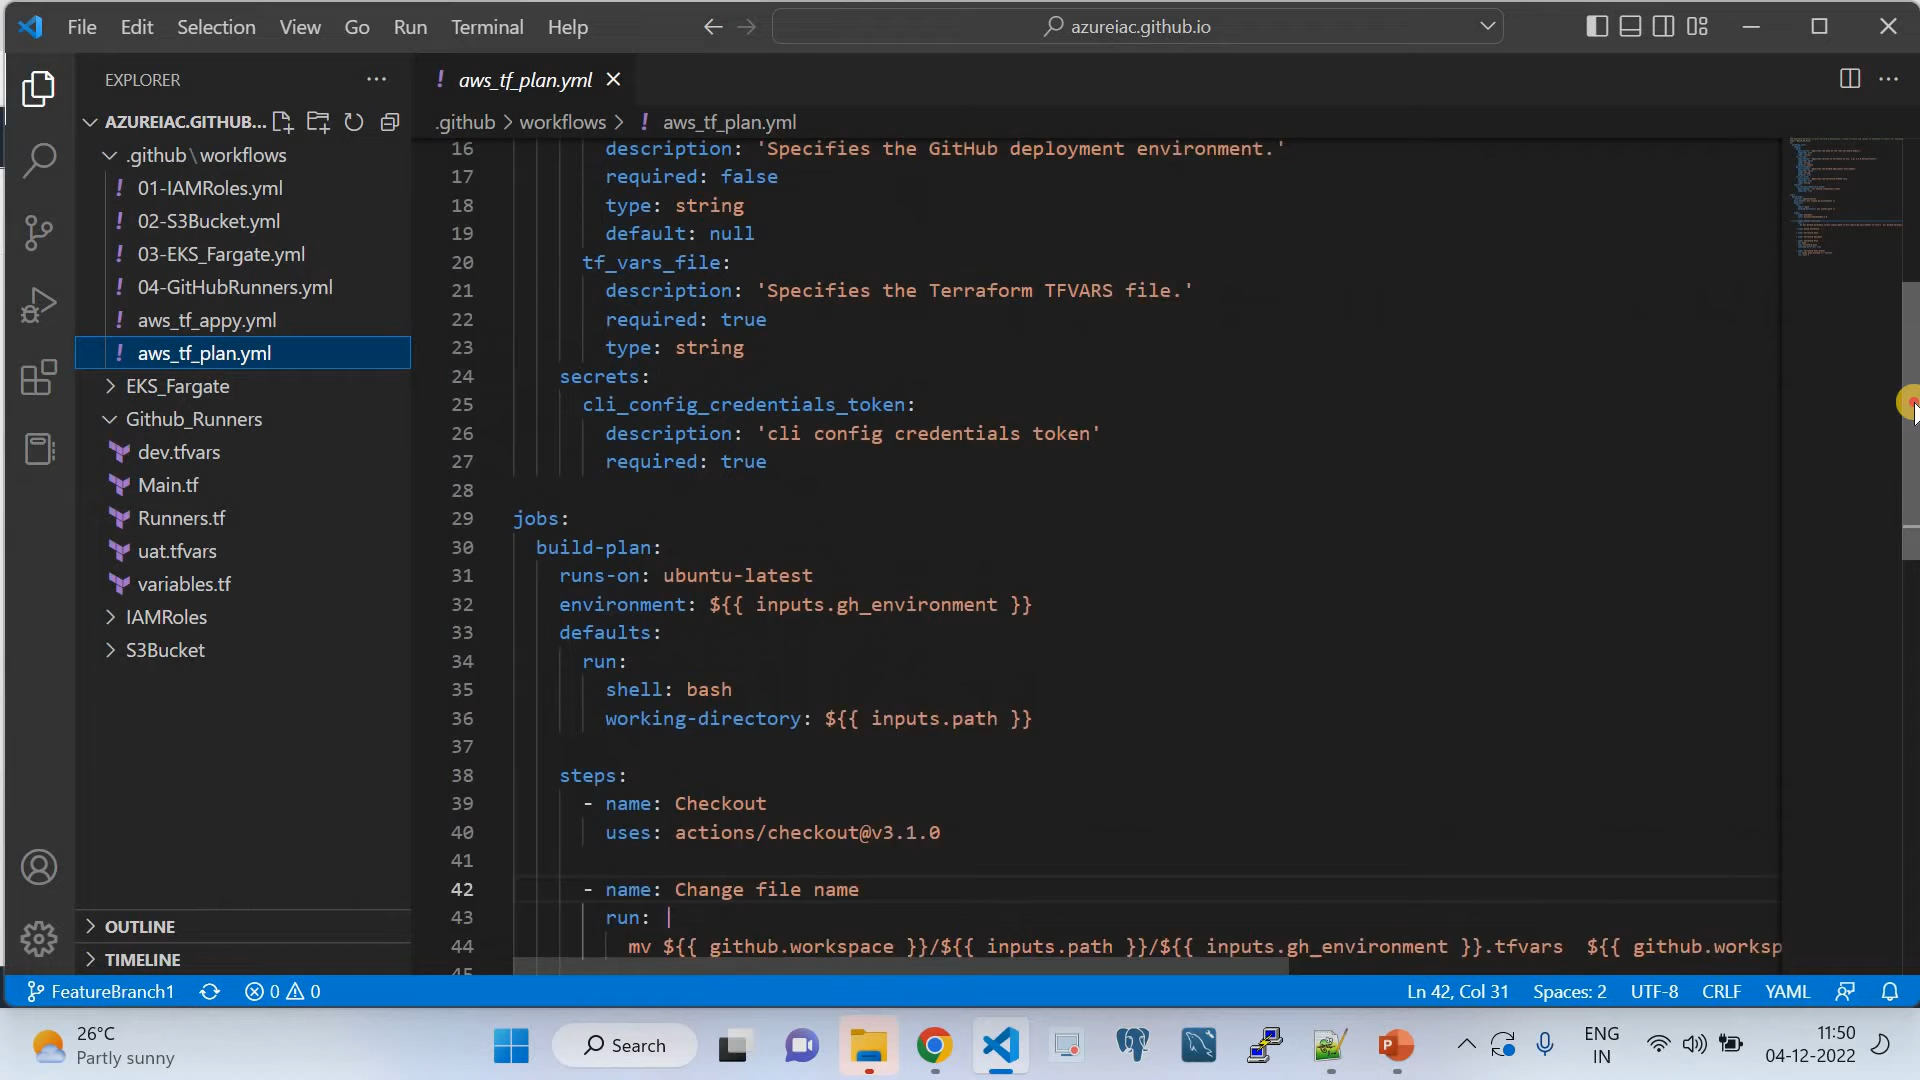 File Edit Selection View Go Run Terminal Help
azureiac.github.io
EXPLORER
AZUREIAC.GITHUB...
.github\workflows
01-IAMRoles.yml
02-S3Bucket.yml
03-EKS_Fargate.yml
04-GitHubRunners.yml
aws_tf_appy.yml
aws_tf_plan.yml
EKS_Fargate
Github_Runners
dev.tfvars
Main.tf
Runners.tf
uat.tfvars
variables.tf
IAMRoles
S3Bucket
OUTLINE
TIMELINE
aws_tf_plan.yml
.github > workflows > aws_tf_plan.yml
16 description: 'Specifies the GitHub deployment environment.'
17 required: false
18 type: string
19 default: null
20 tf_vars_file:
21 description: 'Specifies the Terraform TFVARS file.'
22 required: true
23 type: string
24 secrets:
25 cli_config_credentials_token:
26 description: 'cli config credentials token'
27 required: true
28
29 jobs:
30 build-plan:
31 runs-on: ubuntu-latest
32 environment: ${{ inputs.gh_environment }}
33 defaults:
34 run:
35 shell: bash
36 working-directory: ${{ inputs.path }}
37
38 steps:
39 - name: Checkout
40 uses: actions/checkout@v3.1.0
41
42 - name: Change file name
43 run: |
44 mv ${{ github.workspace }}/${{ inputs.path }}/${{ inputs.gh_environment }}.tfvars ${{ github.worksp
45
FeatureBranch1 0 0 Ln 42, Col 31 Spaces: 2 UTF-8 CRLF YAML
26°C
Partly sunny
Search
ENG
IN
11:50
04-12-2022